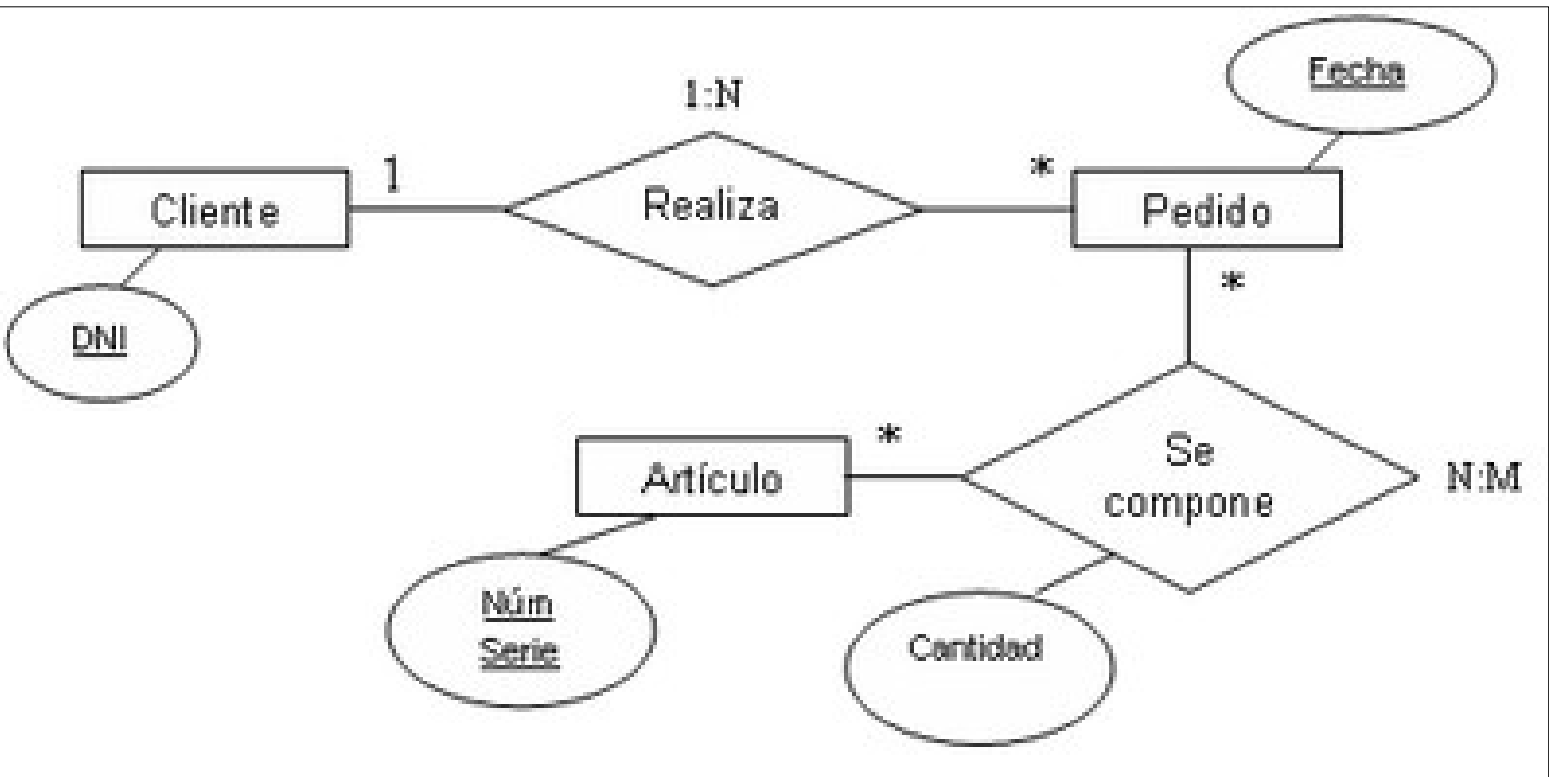 Fecha
1:N
1
*
Cliente
Realiza
Pedido
*
DNI
*
Se
compone
N:M
Artículo
Núm
Serie
Cantidad